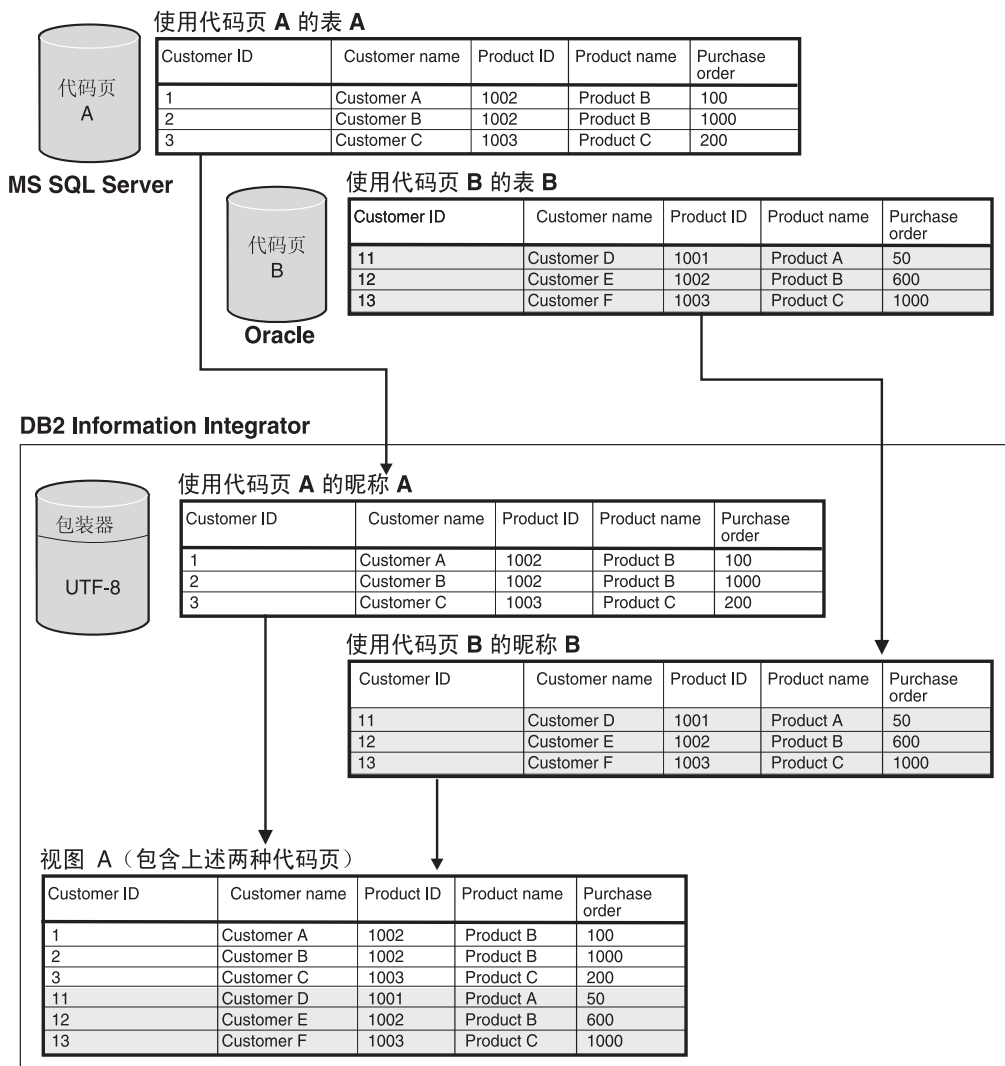 使用代码页 A 的表 A
代码页
A
MS SQL Server
Customer ID Customer name Product ID Product name Purchase order
1 Customer A 1002 Product B 100
2 Customer B 1002 Product B 1000
3 Customer C 1003 Product C 200
使用代码页 B 的表 B
代码页
B
Oracle
Customer ID Customer name Product ID Product name Purchase order
11 Customer D 1001 Product A 50
12 Customer E 1002 Product B 600
13 Customer F 1003 Product C 1000
DB2 Information Integrator
包装器
UTF-8
使用代码页 A 的昵称 A
Customer ID Customer name Product ID Product name Purchase order
1 Customer A 1002 Product B 100
2 Customer B 1002 Product B 1000
3 Customer C 1003 Product C 200
使用代码页 B 的昵称 B
Customer ID Customer name Product ID Product name Purchase order
11 Customer D 1001 Product A 50
12 Customer E 1002 Product B 600
13 Customer F 1003 Product C 1000
视图 A（包含上述两种代码页）
Customer ID Customer name Product ID Product name Purchase order
1 Customer A 1002 Product B 100
2 Customer B 1002 Product B 1000
3 Customer C 1003 Product C 200
11 Customer D 1001 Product A 50
12 Customer E 1002 Product B 600
13 Customer F 1003 Product C 1000